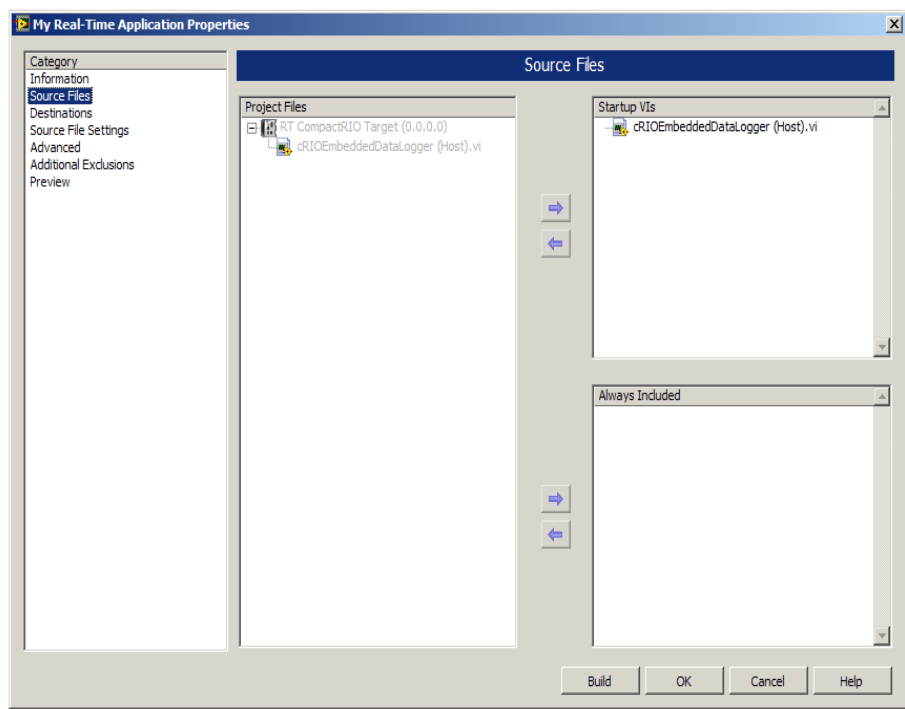 My Real-Time Application Properties
Category
Information
Source Files
Destinations
Source File Settings
Advanced
Additional Exclusions
Preview
Source Files
Project Files
RT CompactRIO Target (0.0.0.0)
cRIOEmbeddedDataLogger (Host).vi
Startup VIs
cRIOEmbeddedDataLogger (Host).vi
Always Included
Build
OK
Cancel
Help